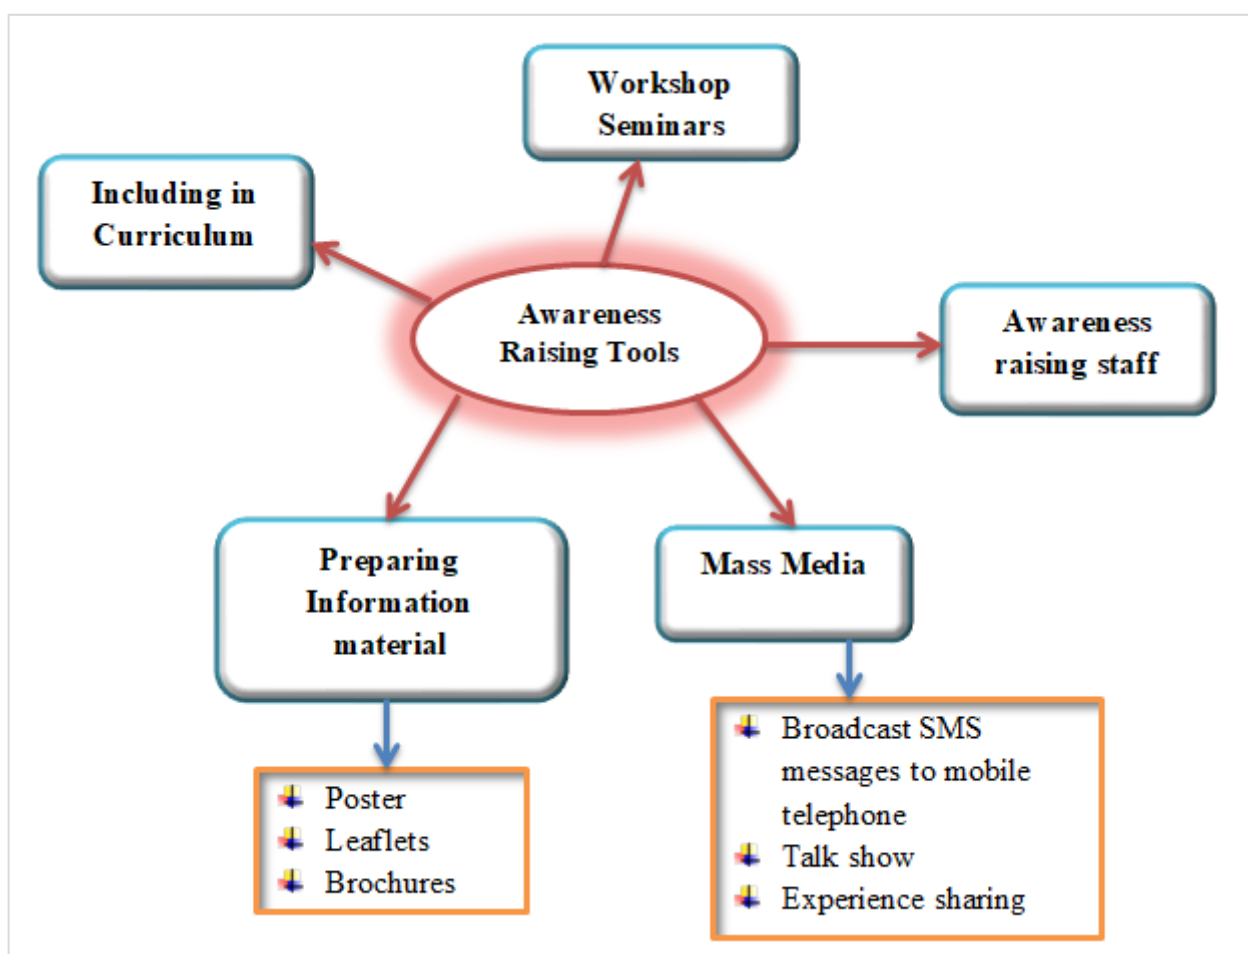 Workshop
Seminars
Including in
Curriculum
Awareness
Raising Tools
Awareness
raising staff
Preparing
Information
material
Mass Media
Poster
Leaflets
Brochures
Broadcast SMS
messages to mobile
telephone
Talk show
Experience sharing